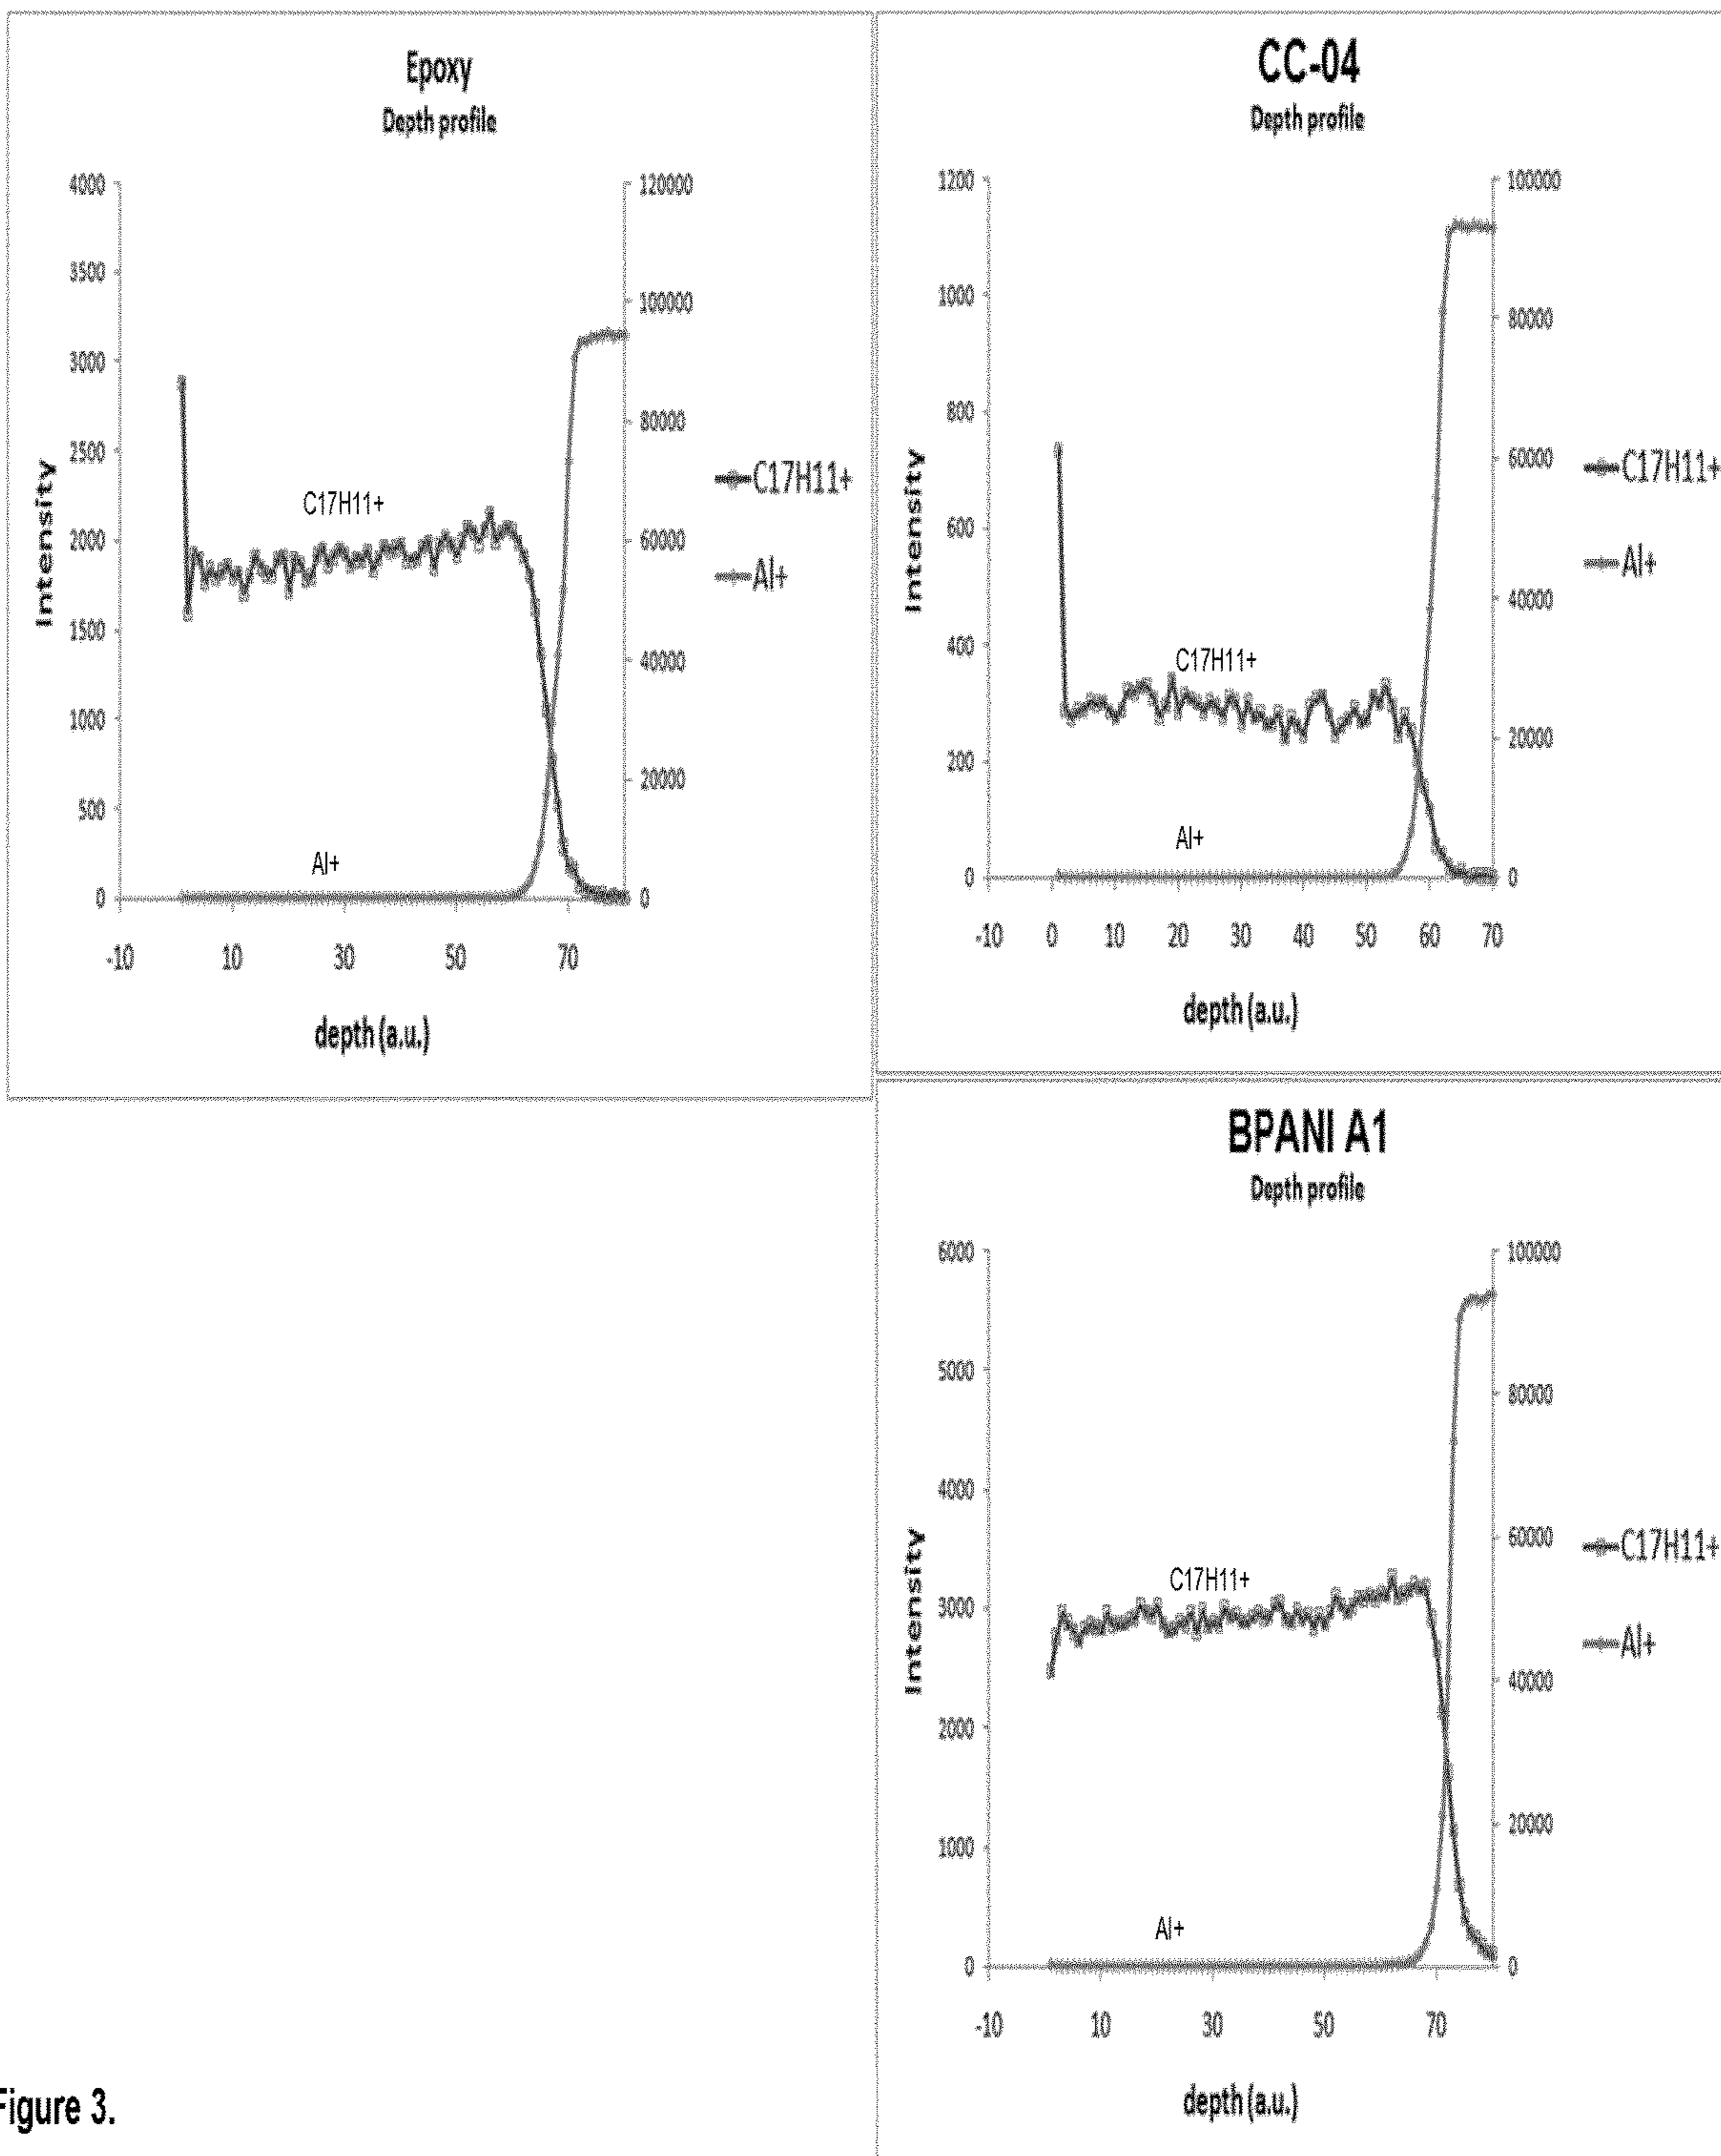 Epoxy
Depth profile
4000
3500
3000
2500
2000
1500
1000
500
0
Intensity
120000
100000
80000
60000
40000
20000
0
C17H11+
Al+
C17H11+
Al+
-10 10 30 50 70
depth (a.u.)
CC-04
Depth profile
1200
1000
800
600
400
200
0
Intensity
100000
80000
60000
40000
20000
0
C17H11+
Al+
C17H11+
Al+
-10 0 10 20 30 40 50 60 70
depth (a.u.)
BPANI A1
Depth profile
6000
5000
4000
3000
2000
1000
0
Intensity
100000
80000
60000
40000
20000
0
C17H11+
Al+
C17H11+
Al+
-10 10 30 50 70
depth (a.u.)
Figure 3.